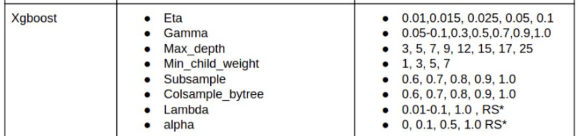 Xgboost
● Eta
● Gamma
● Max_depth
● Min_child_weight
● Subsample
● Colsample_bytree
● Lambda
● alpha
● 0.01,0.015, 0.025, 0.05, 0.1
● 0.05-0.1,0.3,0.5,0.7,0.9,1.0
● 3, 5, 7, 9, 12, 15, 17, 25
● 1, 3, 5, 7
● 0.6, 0.7, 0.8, 0.9, 1.0
● 0.6, 0.7, 0.8, 0.9, 1.0
● 0.01-0.1, 1.0 , RS*
● 0, 0.1, 0.5, 1.0 RS*